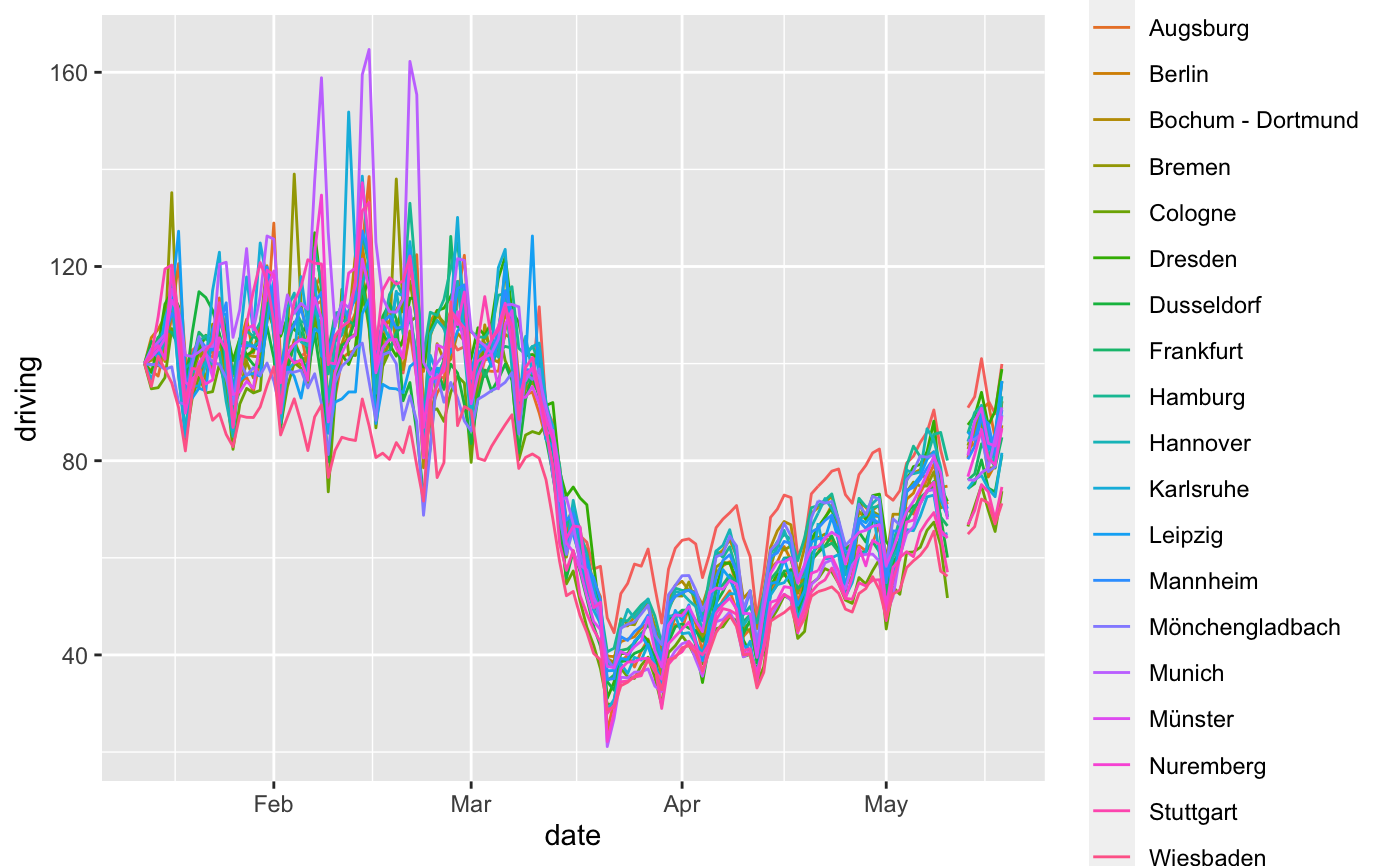 160
120
80
40
driving
Feb
Mar
Apr
May
date
Augsburg
Berlin
Bochum - Dortmund
Bremen
Cologne
Dresden
Dusseldorf
Frankfurt
Hamburg
Hannover
Karlsruhe
Leipzig
Mannheim
Mönchengladbach
Munich
Münster
Nuremberg
Stuttgart
Wiesbaden